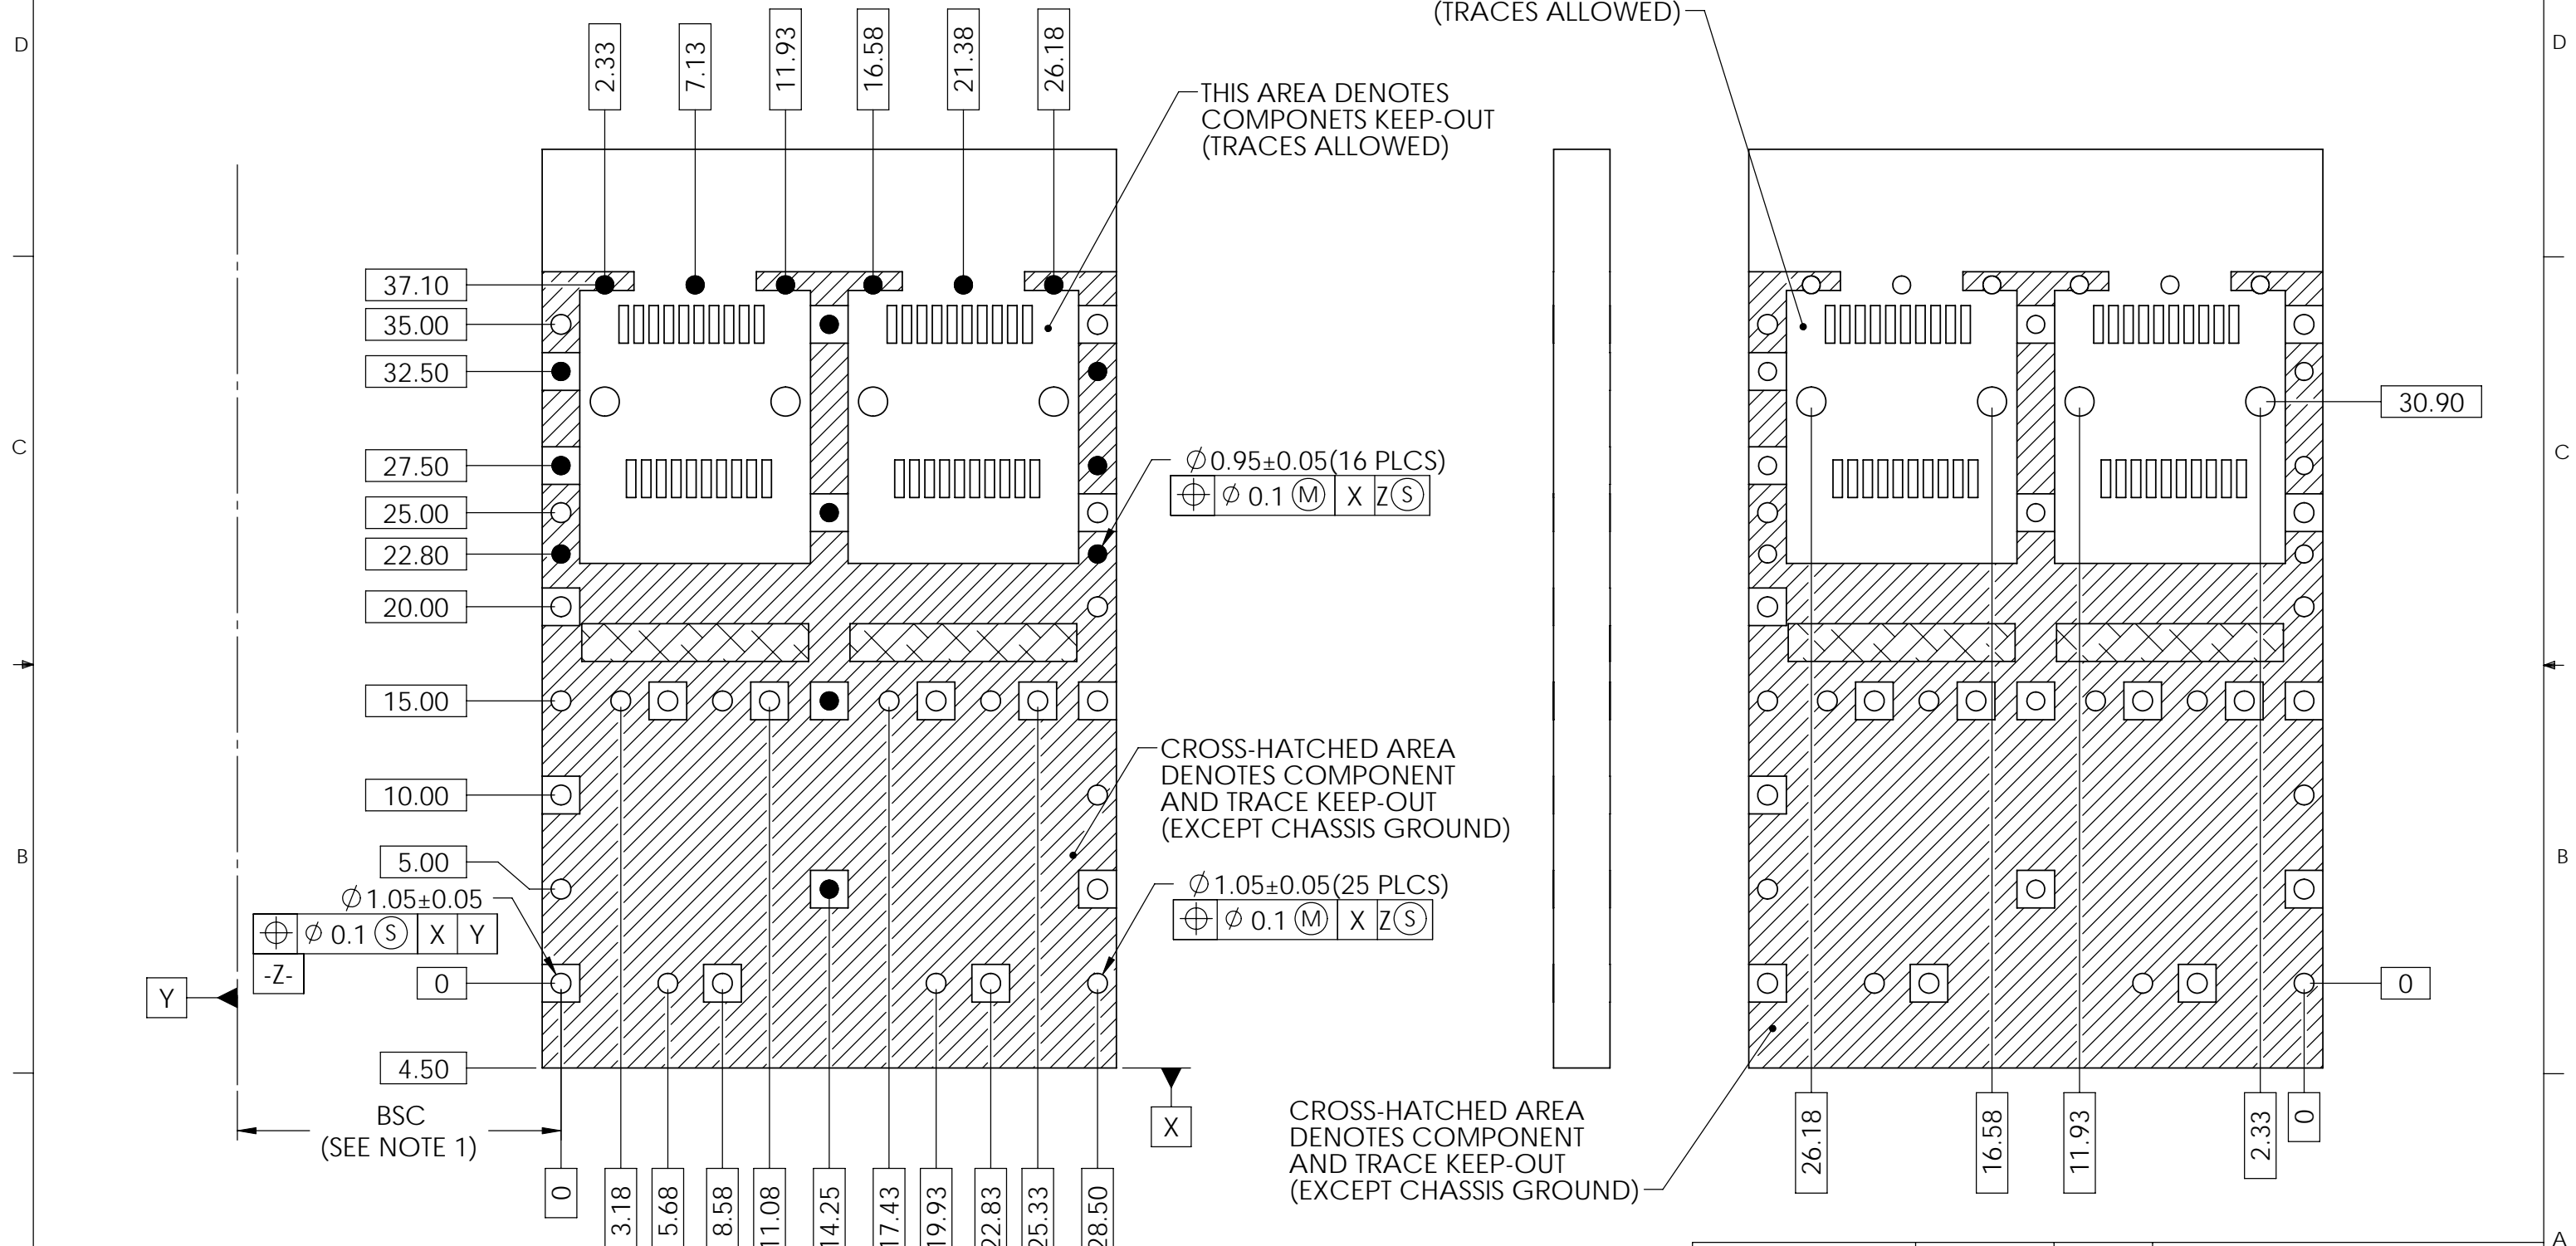 (TRACES ALLOWED)
D
D
2.33
7.13
11.93
16.58
21.38
26.18
THIS AREA DENOTES
COMPONETS KEEP-OUT
(TRACES ALLOWED)
37.10
35.00
32.50
30.90
C
C
27.50
⌀0.95±0.05(16 PLCS)
⌖ ⌀ 0.1 Ⓜ X Z Ⓢ
25.00
22.80
20.00
15.00
CROSS-HATCHED AREA
DENOTES COMPONENT
AND TRACE KEEP-OUT
(EXCEPT CHASSIS GROUND)
10.00
B
B
5.00
⌀1.05±0.05
⌖ ⌀ 0.1 Ⓢ X Y
-Z-
⌀1.05±0.05(25 PLCS)
⌖ ⌀ 0.1 Ⓜ X Z Ⓢ
0
0
Y
4.50
X
BSC
(SEE NOTE 1)
CROSS-HATCHED AREA
DENOTES COMPONENT
AND TRACE KEEP-OUT
(EXCEPT CHASSIS GROUND)
26.18
16.58
11.93
2.33
0
0
3.18
5.68
8.58
11.08
14.25
17.43
19.93
22.83
25.33
28.50
A